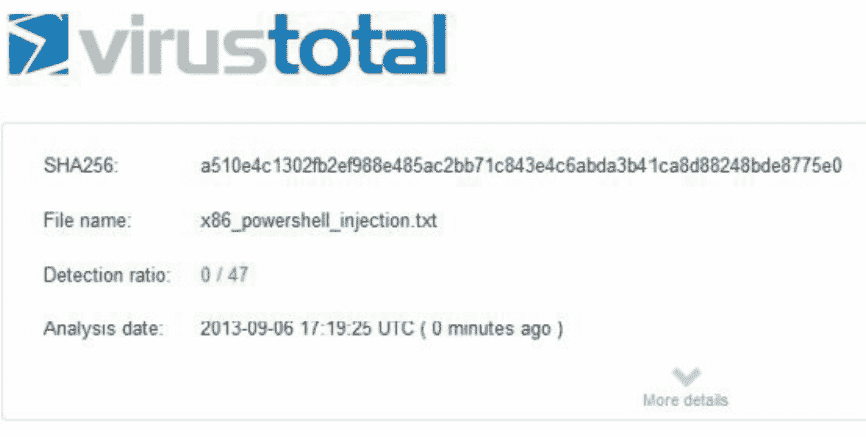 virustotal
SHA256: a510e4c1302fb2ef988e485ac2bb71c843e4c6abda3b41ca8d88248bde8775e0
File name: x86_powershell_injection.txt
Detection ratio: 0 / 47
Analysis date: 2013-09-06 17:19:25 UTC ( 0 minutes ago )
More details